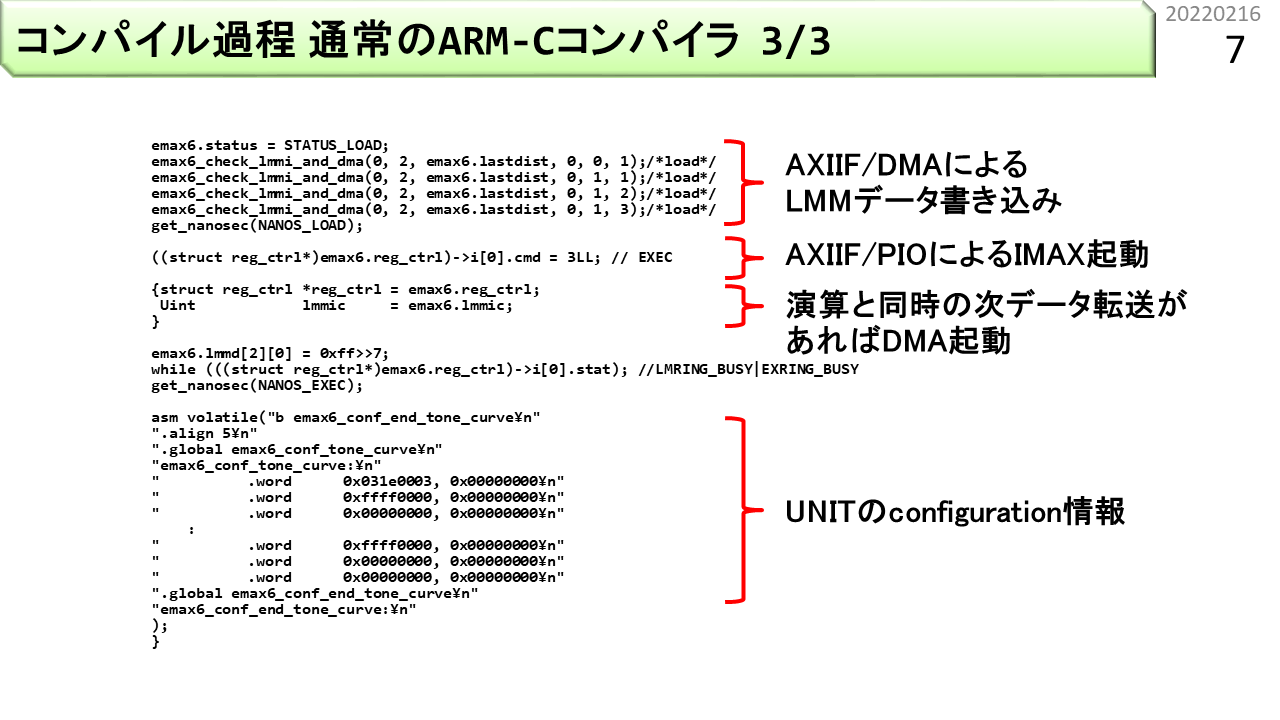 コンパイル過程 通常のARM-Cコンパイラ 3/3
20220216
7
emax6.status = STATUS_LOAD;
emax6_check_lmmi_and_dma(0, 2, emax6.lastdist, 0, 0, 1);/*load*/
emax6_check_lmmi_and_dma(0, 2, emax6.lastdist, 0, 1, 1);/*load*/
emax6_check_lmmi_and_dma(0, 2, emax6.lastdist, 0, 1, 2);/*load*/
emax6_check_lmmi_and_dma(0, 2, emax6.lastdist, 0, 1, 3);/*load*/
get_nanosec(NANOS_LOAD);
AXIIF/DMAによる
LMMデータ書き込み
((struct reg_ctrl*)emax6.reg_ctrl)->i[0].cmd = 3LL; // EXEC
AXIIF/PIOによるIMAX起動
{struct reg_ctrl *reg_ctrl = emax6.reg_ctrl;
Uint lmmic = emax6.lmmic;
}
演算と同時の次データ転送が
あればDMA起動
emax6.lmmd[2][0] = 0xff>>7;
while (((struct reg_ctrl*)emax6.reg_ctrl)->i[0].stat); //LMRING_BUSY|EXRING_BUSY
get_nanosec(NANOS_EXEC);
asm volatile("b emax6_conf_end_tone_curve¥n"
".align 5¥n"
".global emax6_conf_tone_curve¥n"
"emax6_conf_tone_curve:¥n"
" .word 0x031e0003, 0x00000000¥n"
" .word 0xffff0000, 0x00000000¥n"
" .word 0x00000000, 0x00000000¥n"
:
" .word 0xffff0000, 0x00000000¥n"
" .word 0x00000000, 0x00000000¥n"
" .word 0x00000000, 0x00000000¥n"
".global emax6_conf_end_tone_curve¥n"
"emax6_conf_end_tone_curve:¥n"
);
}
UNITのconfiguration情報